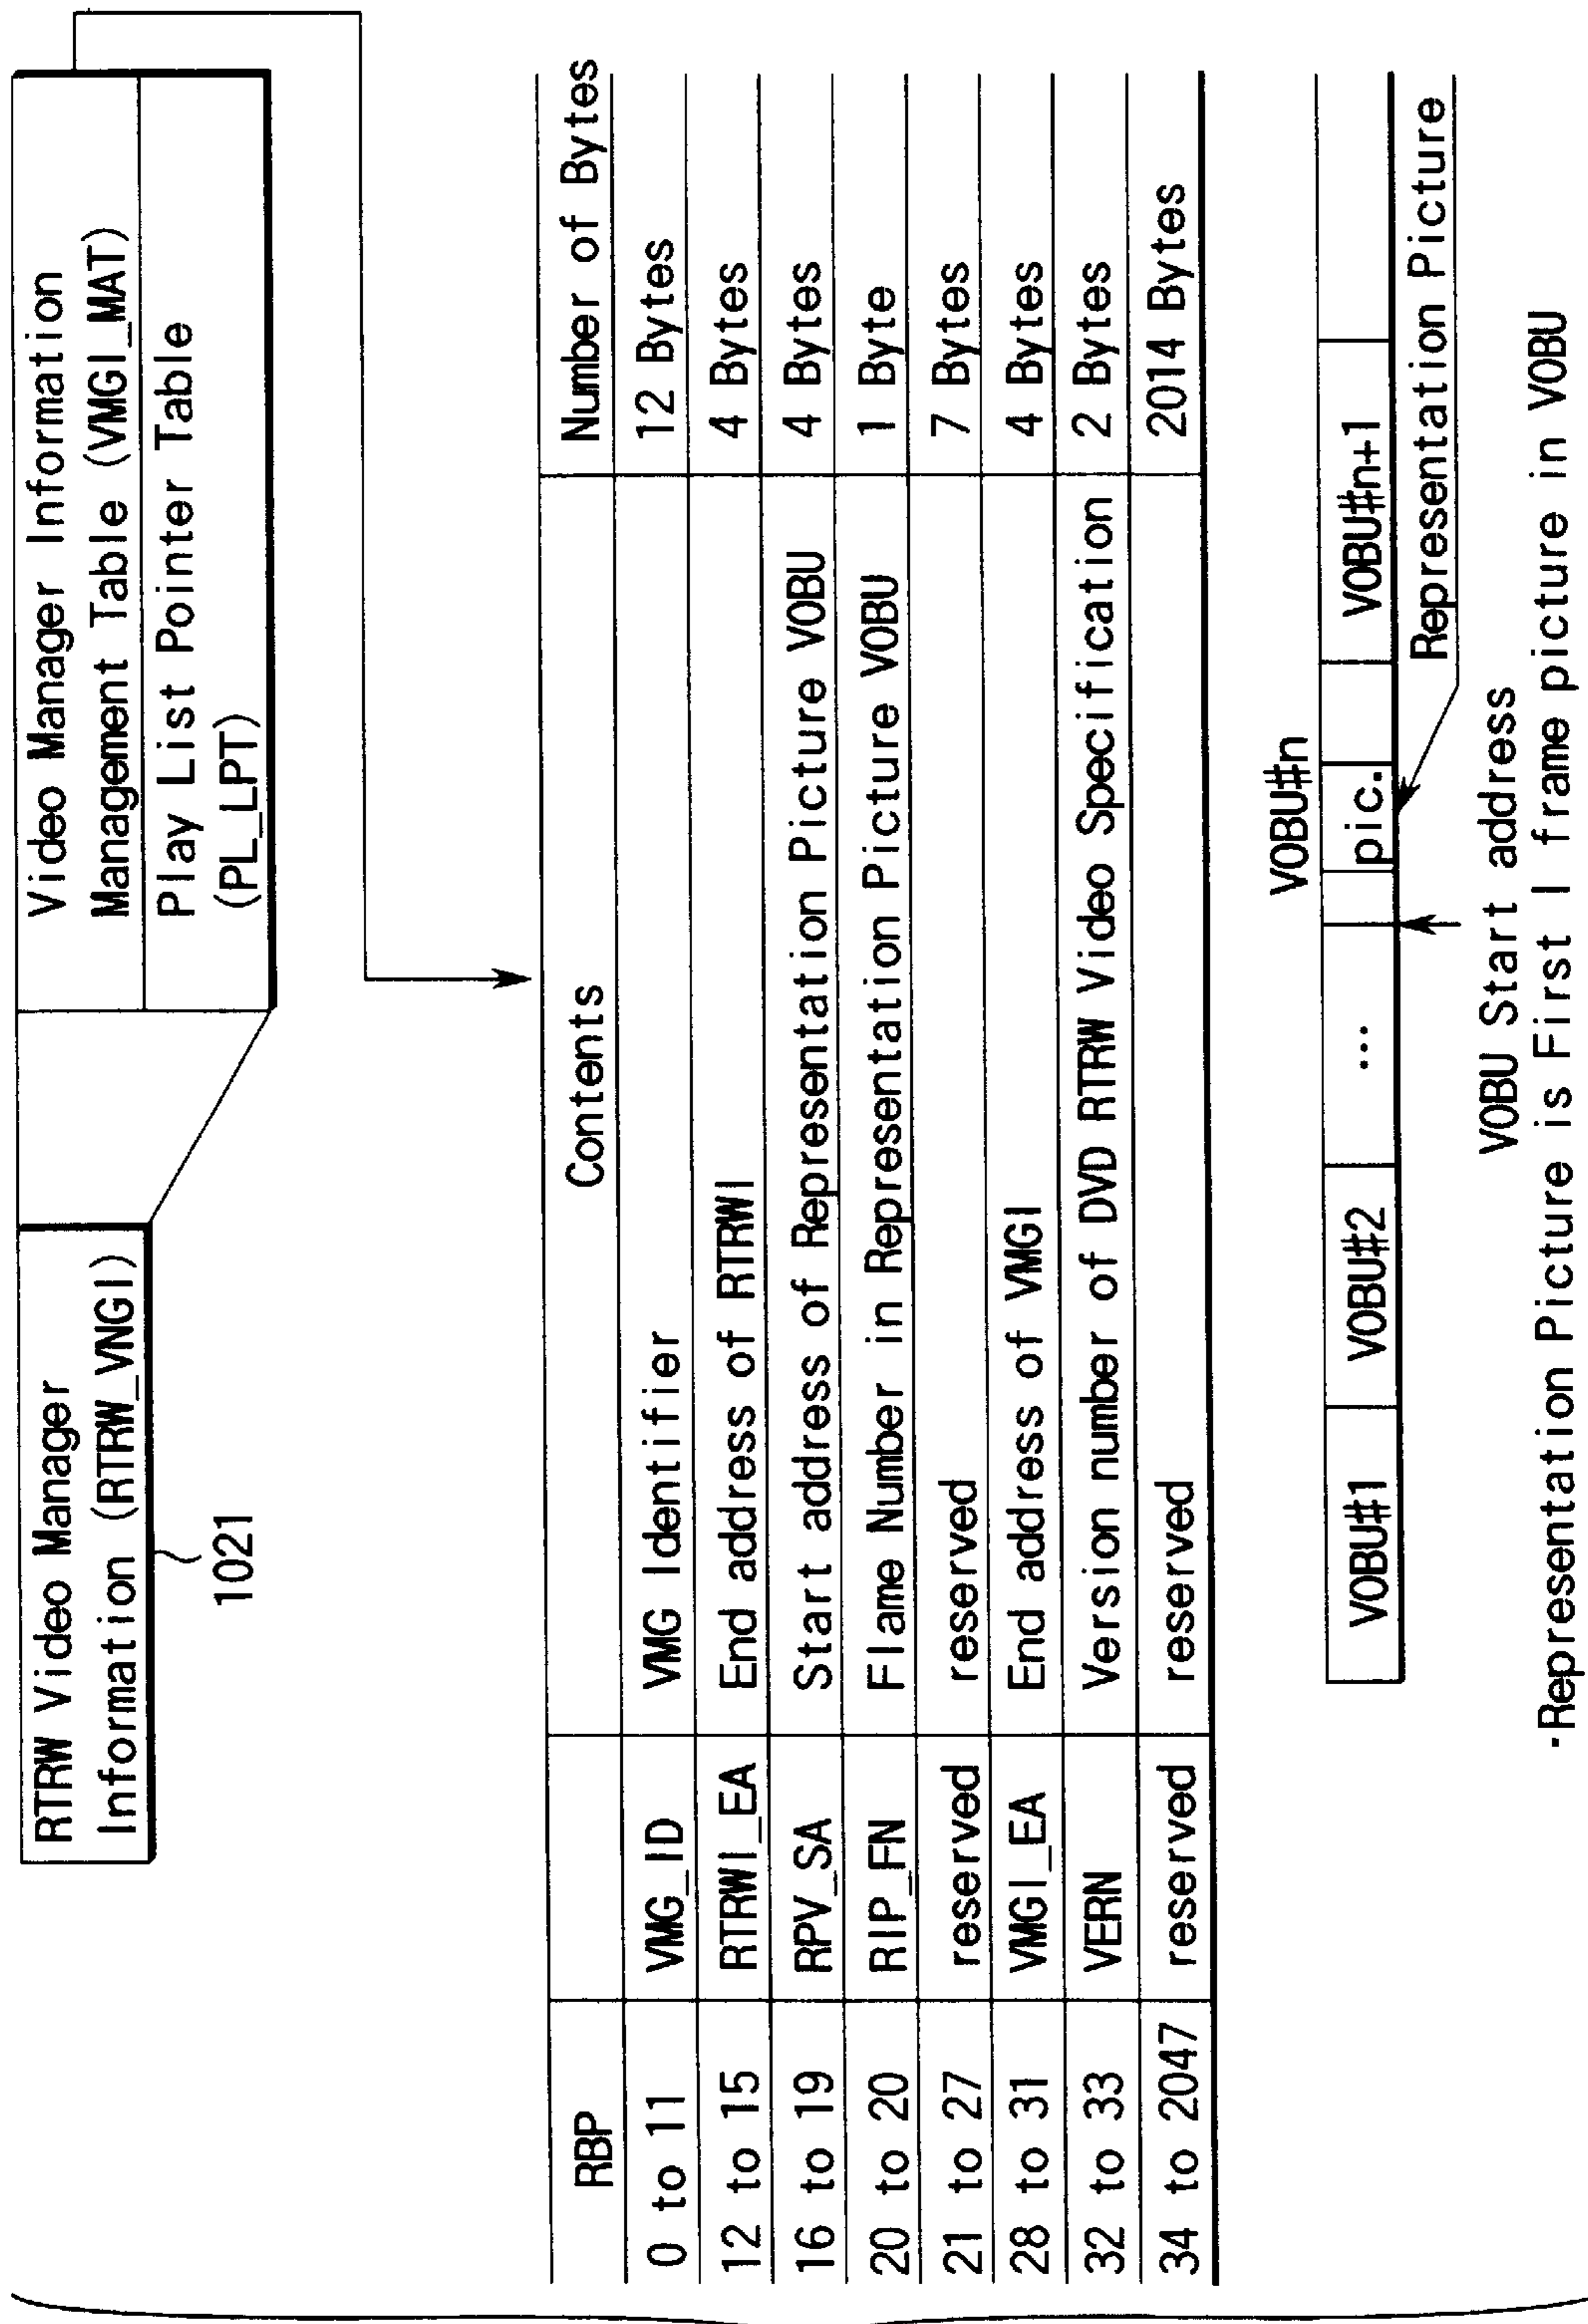 RTRW Video Manager
Information (RTRW_VNGI)
1021
Video Manager Information
Management Table (VMGI_MAT)
Play List Pointer Table
(PL_LPT)
RBP Contents Number of Bytes
0 to 11 VMG_ID VMG Identifier 12 Bytes
12 to 15 RTRWI_EA End address of RTRWI 4 Bytes
16 to 19 RPV_SA Start address of Representation Picture VOBU 4 Bytes
20 to 20 RIP_FN Flame Number in Representation Picture VOBU 1 Byte
21 to 27 reserved reserved 7 Bytes
28 to 31 VMGI_EA End address of VMGI 4 Bytes
32 to 33 VERN Version number of DVD RTRW Video Specification 2 Bytes
34 to 2047 reserved reserved 2014 Bytes
VOBU#n
VOBU#1 VOBU#2 ... pic. VOBU#n+1
Representation Picture
VOBU Start address
·Representation Picture is First I frame picture in VOBU